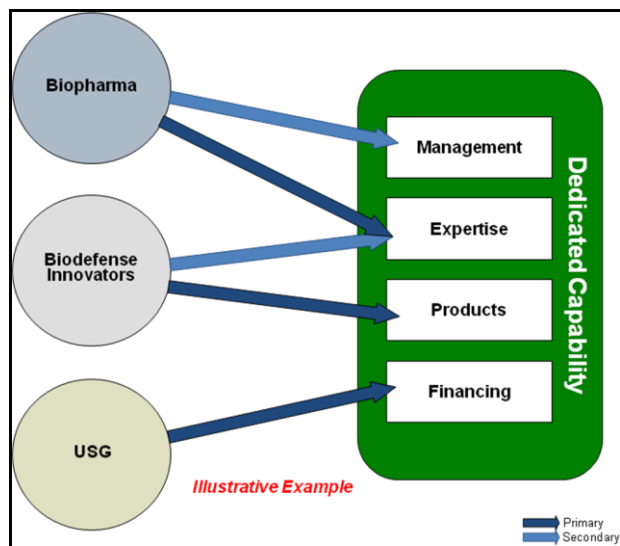 Biopharma
Management
Expertise
Biodefense
Innovators
Products
Financing
USG
Dedicated Capability
Illustrative Example
Primary
Secondary